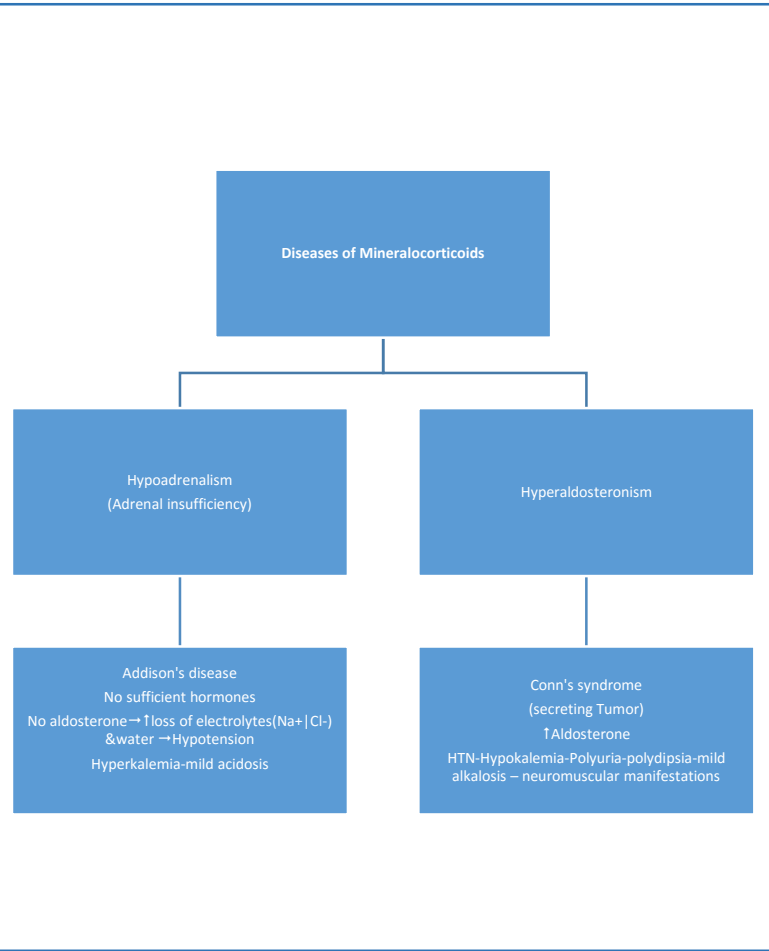 Diseases of Mineralocorticoids
Hypoadrenalism
(Adrenal insufficiency)
Hyperaldosteronism
Addison's disease
No sufficient hormones
No aldosterone→↑loss of electrolytes(Na+|Cl-)
&water →Hypotension
Hyperkalemia-mild acidosis
Conn's syndrome
(secreting Tumor)
↑Aldosterone
HTN-Hypokalemia-Polyuria-polydipsia-mild
alkalosis – neuromuscular manifestations